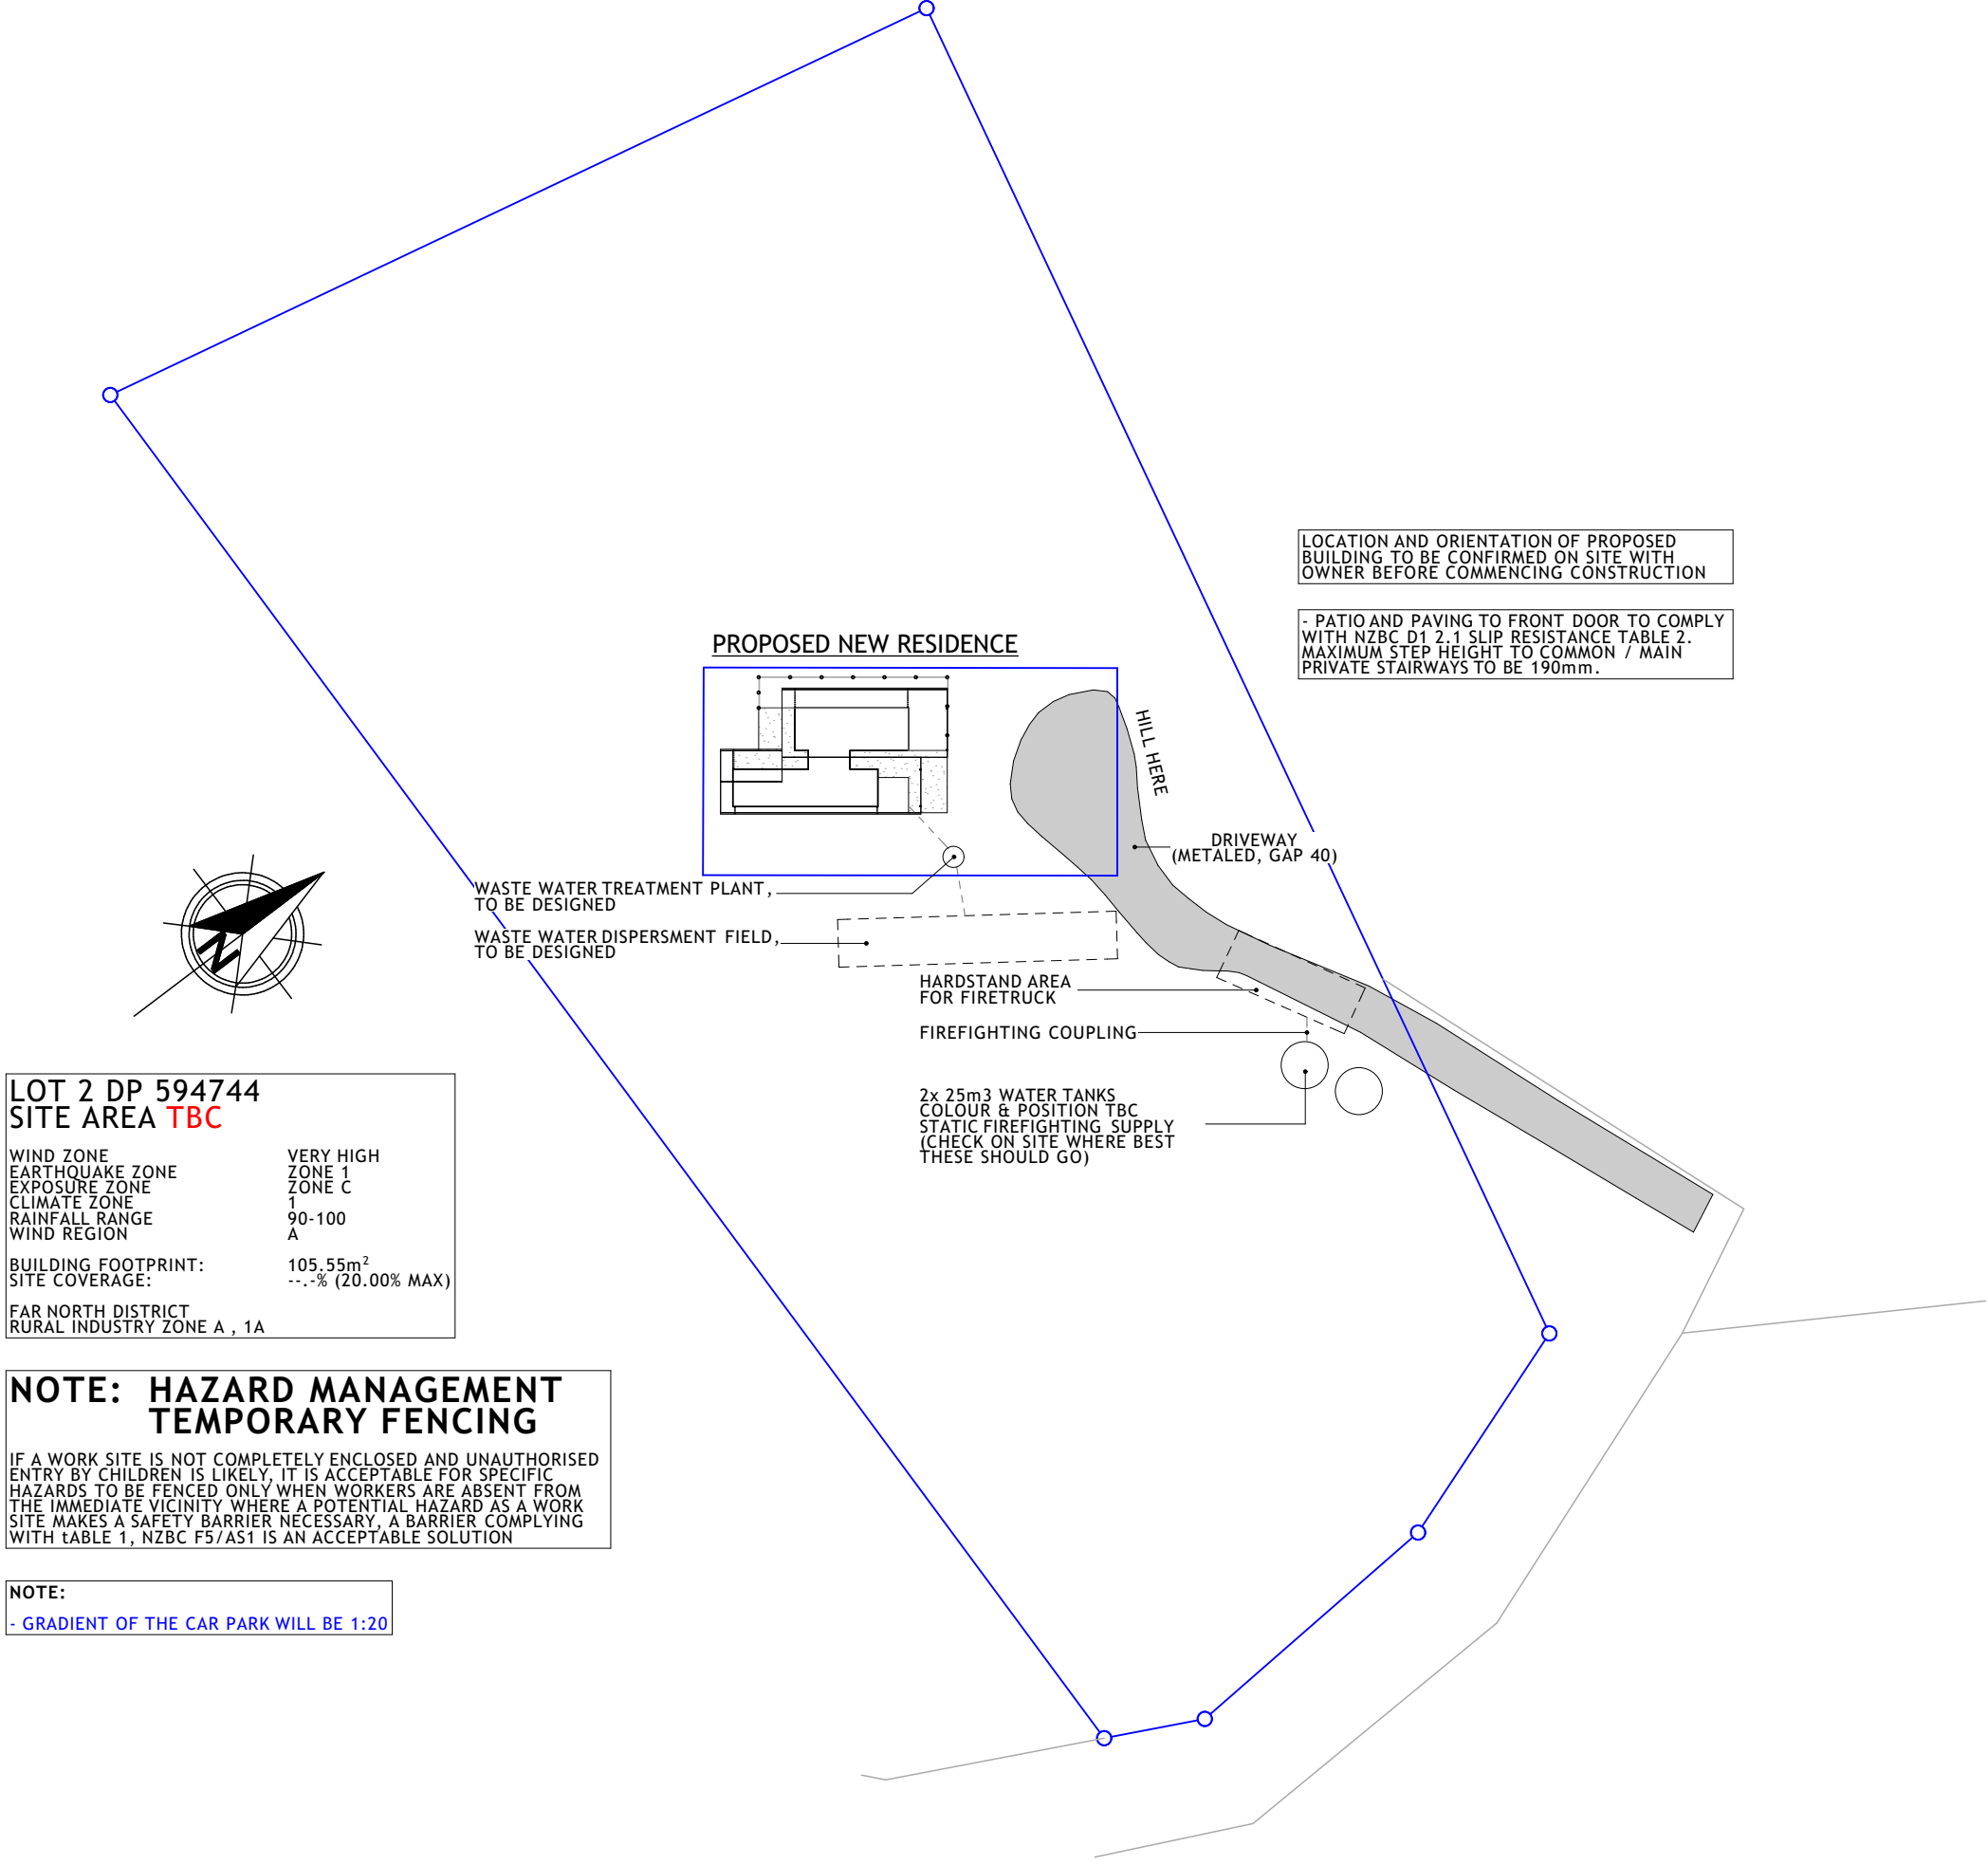 LOCATION AND ORIENTATION OF PROPOSED
BUILDING TO BE CONFIRMED ON SITE WITH
OWNER BEFORE COMMENCING CONSTRUCTION
- PATIO AND PAVING TO FRONT DOOR TO COMPLY
WITH NZBC D1 2.1 SLIP RESISTANCE TABLE 2.
MAXIMUM STEP HEIGHT TO COMMON / MAIN
PRIVATE STAIRWAYS TO BE 190mm.
PROPOSED NEW RESIDENCE
HILL HERE
DRIVEWAY
(METALED, GAP 40)
WASTE WATER TREATMENT PLANT,
TO BE DESIGNED
WASTE WATER DISPERSMENT FIELD,
TO BE DESIGNED
N
HARDSTAND AREA
FOR FIRETRUCK
FIREFIGHTING COUPLING
2x 25m3 WATER TANKS
COLOUR & POSITION TBC
STATIC FIREFIGHTING SUPPLY
(CHECK ON SITE WHERE BEST
THESE SHOULD GO)
LOT 2 DP 594744
SITE AREA TBC
WIND ZONE VERY HIGH
EARTHQUAKE ZONE ZONE 1
EXPOSURE ZONE ZONE C
CLIMATE ZONE 1
RAINFALL RANGE 90-100
WIND REGION A
BUILDING FOOTPRINT: 105.55m²
SITE COVERAGE: --.-% (20.00% MAX)
FAR NORTH DISTRICT
RURAL INDUSTRY ZONE A , 1A
NOTE: HAZARD MANAGEMENT
TEMPORARY FENCING
IF A WORK SITE IS NOT COMPLETELY ENCLOSED AND UNAUTHORISED
ENTRY BY CHILDREN IS LIKELY, IT IS ACCEPTABLE FOR SPECIFIC
HAZARDS TO BE FENCED ONLY WHEN WORKERS ARE ABSENT FROM
THE IMMEDIATE VICINITY WHERE A POTENTIAL HAZARD AS A WORK
SITE MAKES A SAFETY BARRIER NECESSARY, A BARRIER COMPLYING
WITH tABLE 1, NZBC F5/AS1 IS AN ACCEPTABLE SOLUTION
NOTE:
- GRADIENT OF THE CAR PARK WILL BE 1:20